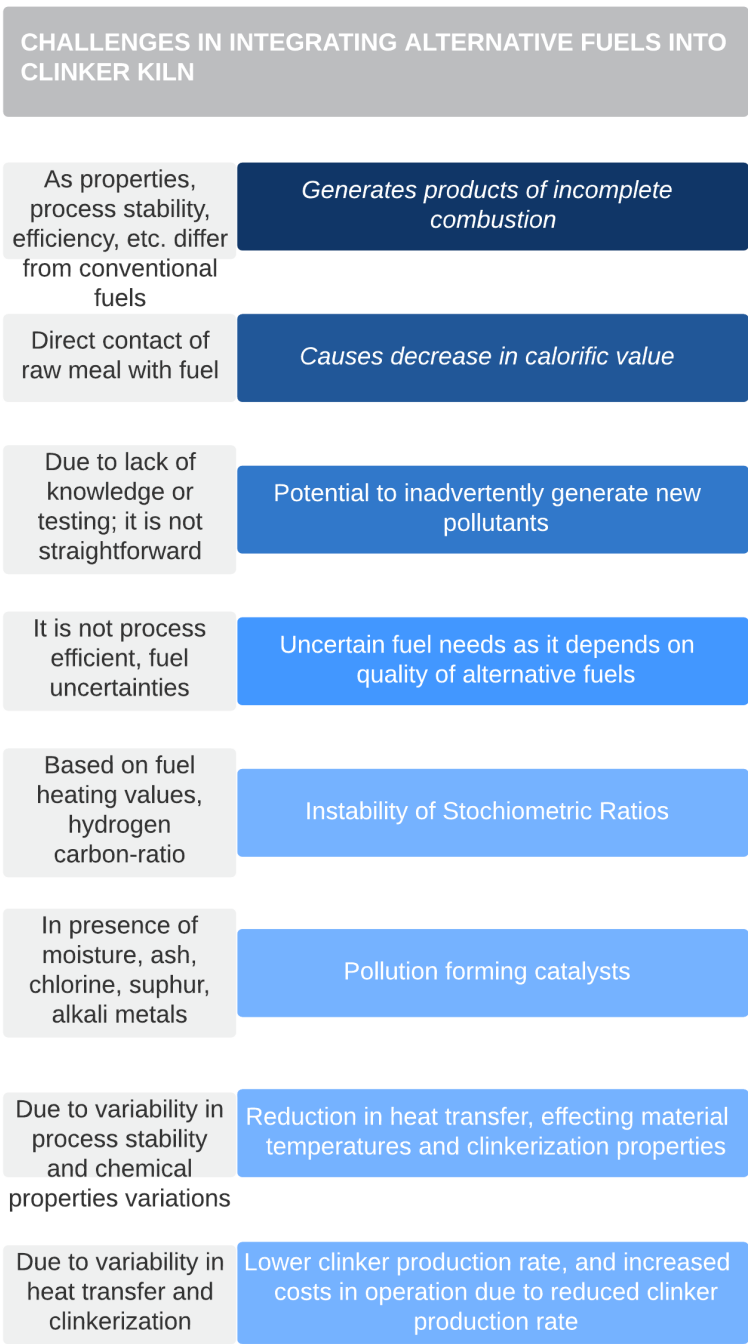 CHALLENGES IN INTEGRATING ALTERNATIVE FUELS INTO
CLINKER KILN
As properties,
process stability,
efficiency, etc. differ
from conventional
fuels
Generates products of incomplete
combustion
Direct contact of
raw meal with fuel
Causes decrease in calorific value
Due to lack of
knowledge or
testing; it is not
straightforward
Potential to inadvertently generate new
pollutants
It is not process
efficient, fuel
uncertainties
Uncertain fuel needs as it depends on
quality of alternative fuels
Based on fuel
heating values,
hydrogen
carbon-ratio
Instability of Stochiometric Ratios
In presence of
moisture, ash,
chlorine, suphur,
alkali metals
Pollution forming catalysts
Due to variability in
process stability
and chemical
properties variations
Reduction in heat transfer, effecting material
temperatures and clinkerization properties
Due to variability in
heat transfer and
clinkerization
Lower clinker production rate, and increased
costs in operation due to reduced clinker
production rate